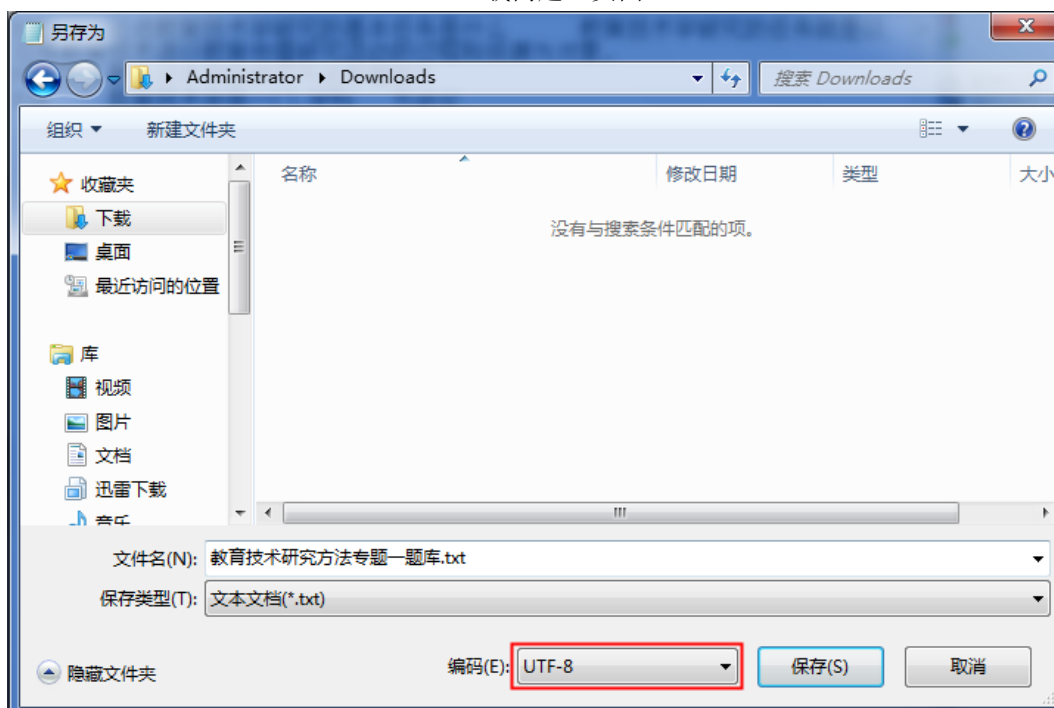 另存为
Administrator Downloads
搜索 Downloads
组织 新建文件夹
名称 修改日期 类型 大小
没有与搜索条件匹配的项。
收藏夹
下载
桌面
最近访问的位置
库
视频
图片
文档
迅雷下载
音乐
文件名(N): 教育技术研究方法专题一题库.txt
保存类型(T): 文本文档(*.txt)
隐藏文件夹
编码(E): UTF-8
保存(S)
取消